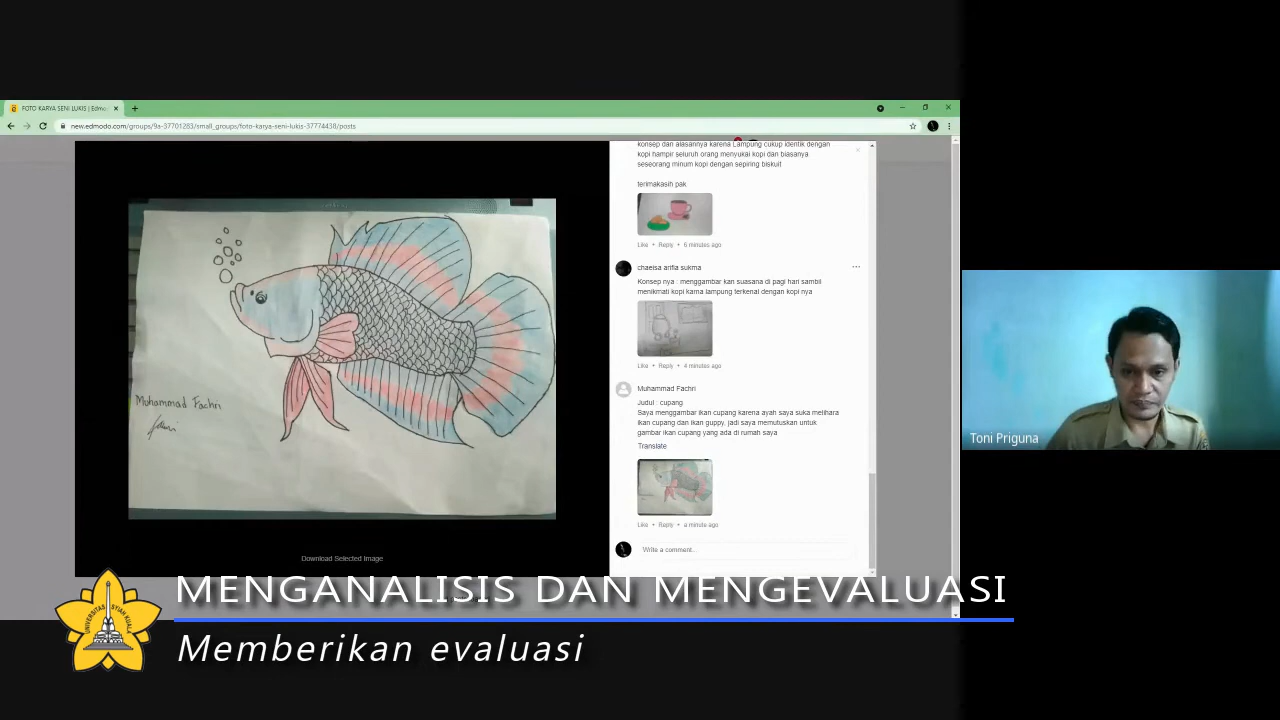 FOTO KARYA SENI LUKIS | Edmo
new.edmodo.com/groups/9a-37701283/small_groups/foto-karya-seni-lukis-37774438/posts
konsep dan alasannya karena Lampung cukup identik dengan
kopi hampir seluruh orang menyukai kopi dan biasanya
seseorang minum kopi dengan sepiring biskuit
terimakasih pak
Like • Reply • 6 minutes ago
chaeisa arifia sukma
Konsep nya : menggambar kan suasana di pagi hari sambil
menikmati kopi karna lampung terkenal dengan kopi nya
Like • Reply • 4 minutes ago
Muhammad Fachri
Judul : cupang
Saya menggambar ikan cupang karena ayah saya suka melihara
ikan cupang dan ikan guppy. jadi saya memutuskan untuk
gambar ikan cupang yang ada di rumah saya
Translate
Like • Reply • a minute ago
Write a comment...
Muhammad Fachri
Download Selected Image
Toni Priguna
UNIVERSITAS SYIAH KUALA
MENGANALISIS DAN MENGEVALUASI
Memberikan evaluasi